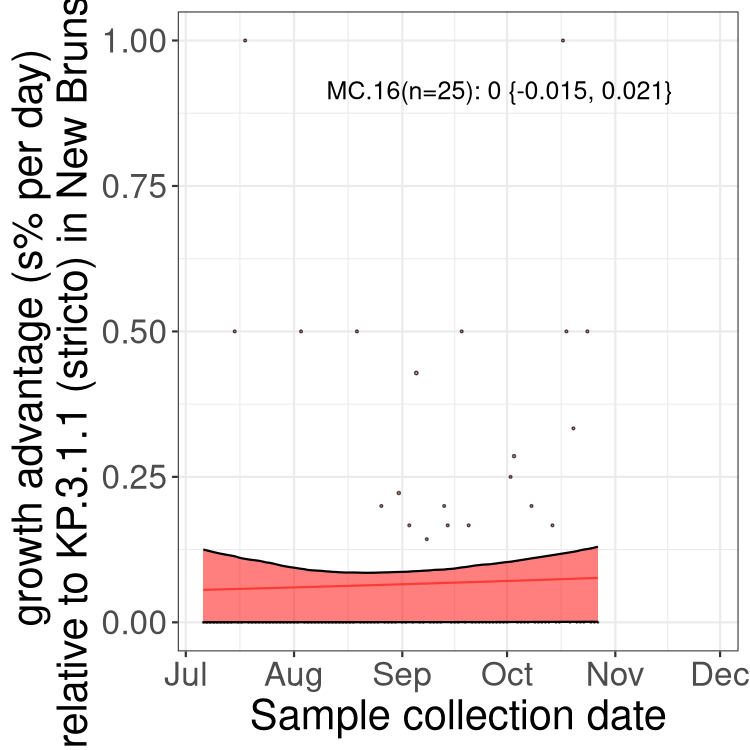 growth advantage (s% per day)
relative to KP.3.1.1 (stricto) in New Bruns
1.00
0.75
0.50
0.25
0.00
MC.16(n=25): 0 {-0.015, 0.021}
Jul Aug Sep Oct Nov Dec
Sample collection date